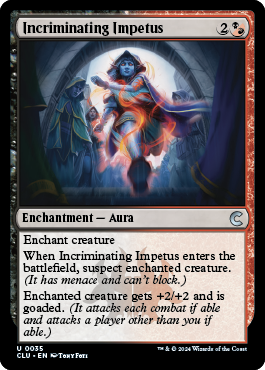 Incriminating Impetus 2
Enchantment — Aura
Enchant creature
When Incriminating Impetus enters the
battlefield, suspect enchanted creature.
(It has menace and can't block.)
Enchanted creature gets +2/+2 and is
goaded. (It attacks each combat if able
and attacks a player other than you if
able.)
U 0035
CLU • EN Tony Foti
™ & © 2024 Wizards of the Coast